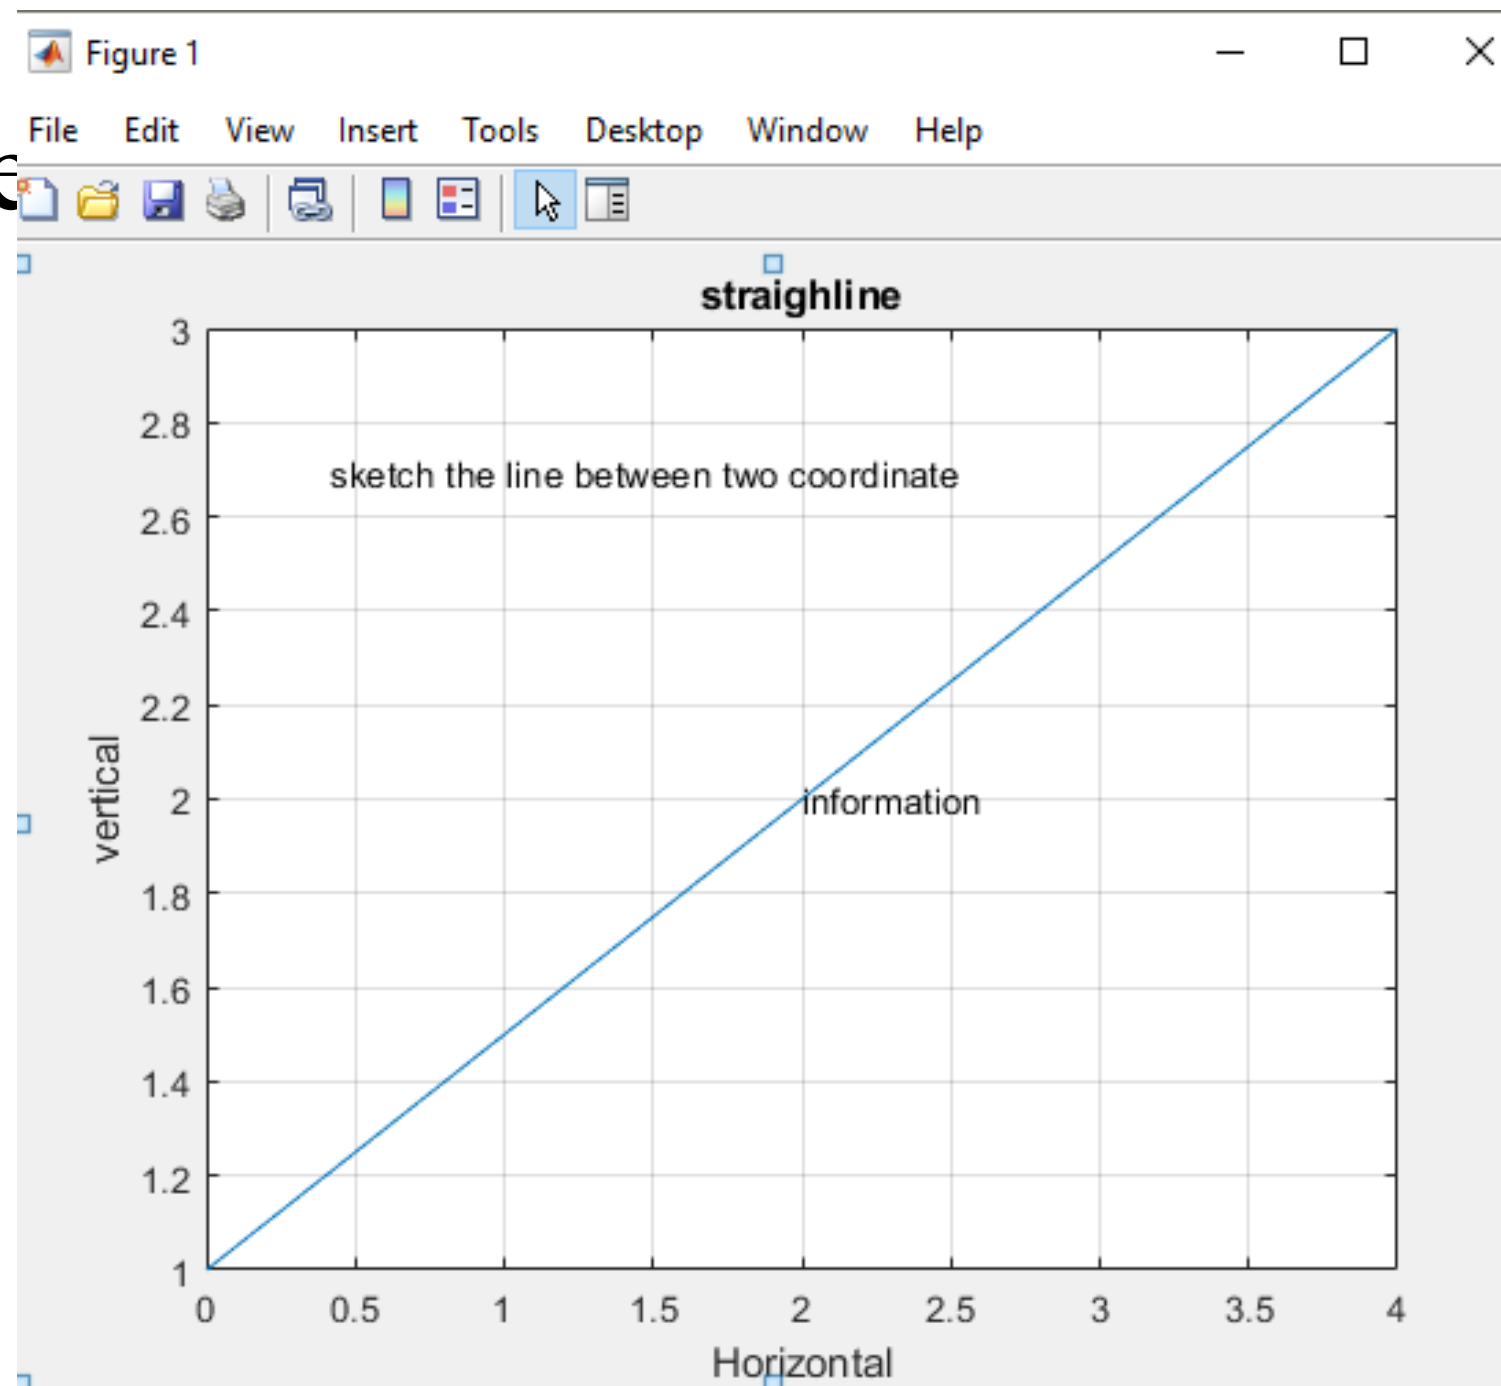 Figure 1
File Edit View Insert Tools Desktop Window Help
e
straighline
3
2.8
sketch the line between two coordinate
2.6
2.4
2.2
vertical
2
information
1.8
1.6
1.4
1.2
1
0 0.5 1 1.5 2 2.5 3 3.5 4
Horizontal